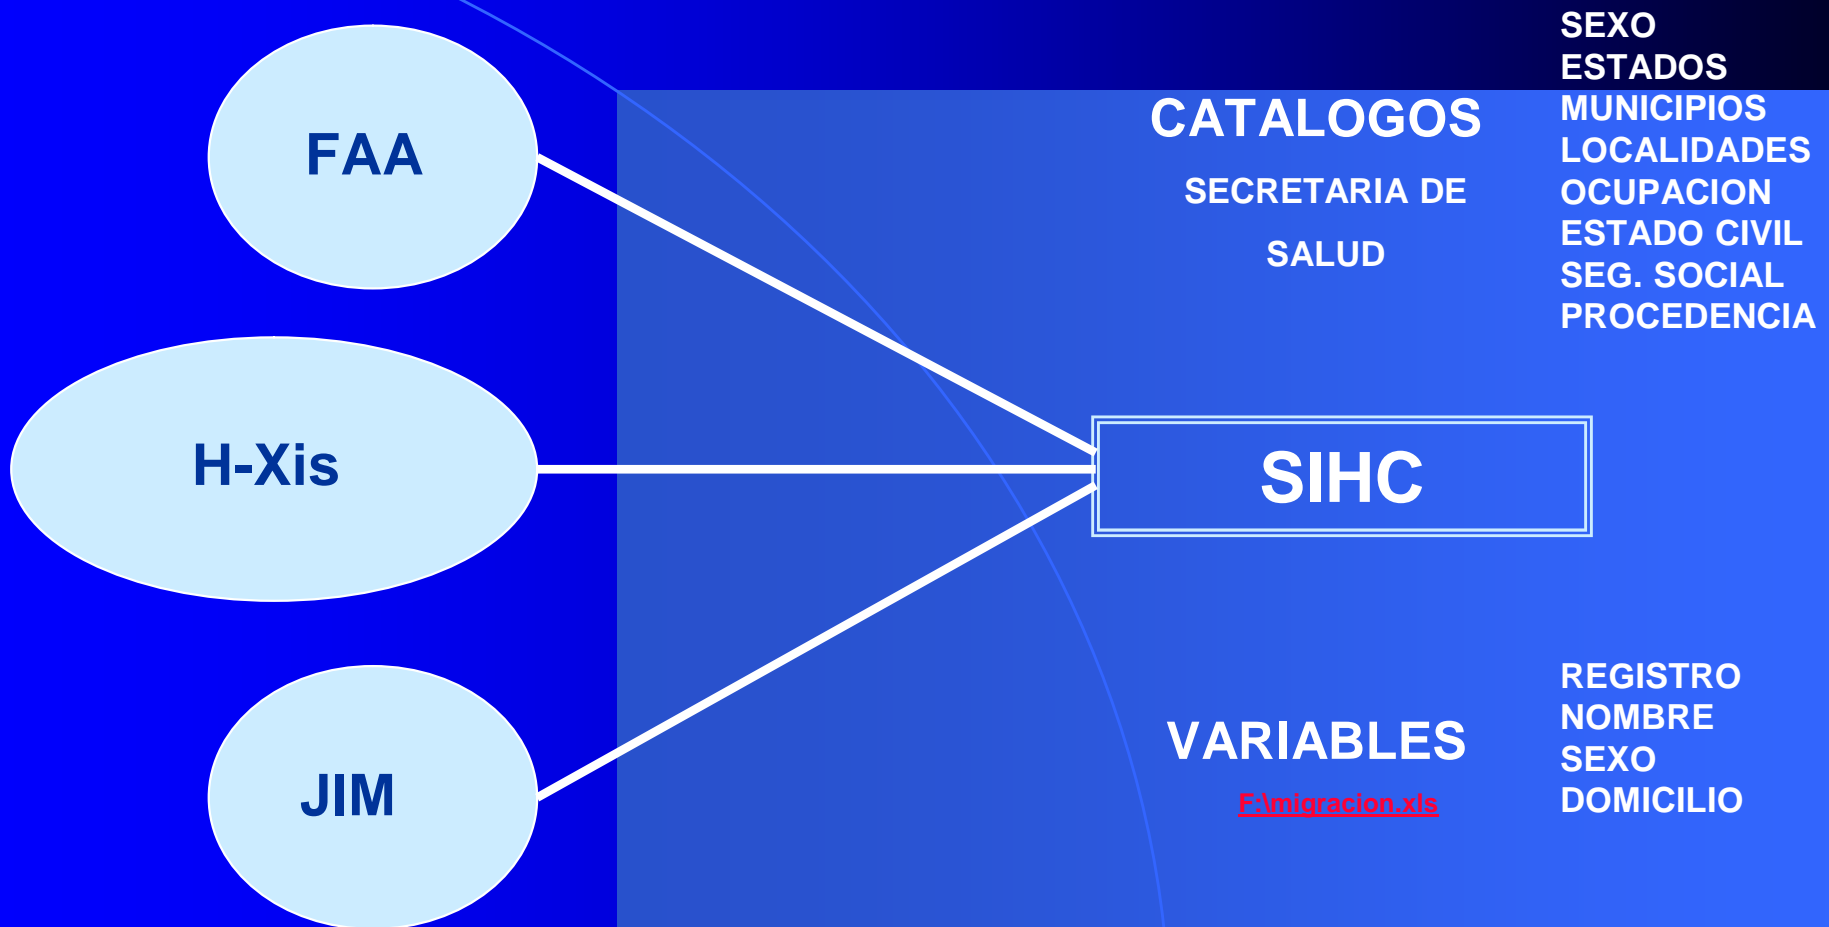 FAA
H-Xis
JIM
CATALOGOS
SECRETARIA DE
SALUD
SEXO
ESTADOS
MUNICIPIOS
LOCALIDADES
OCUPACION
ESTADO CIVIL
SEG. SOCIAL
PROCEDENCIA
SIHC
VARIABLES
F:\migracion.xls
REGISTRO
NOMBRE
SEXO
DOMICILIO